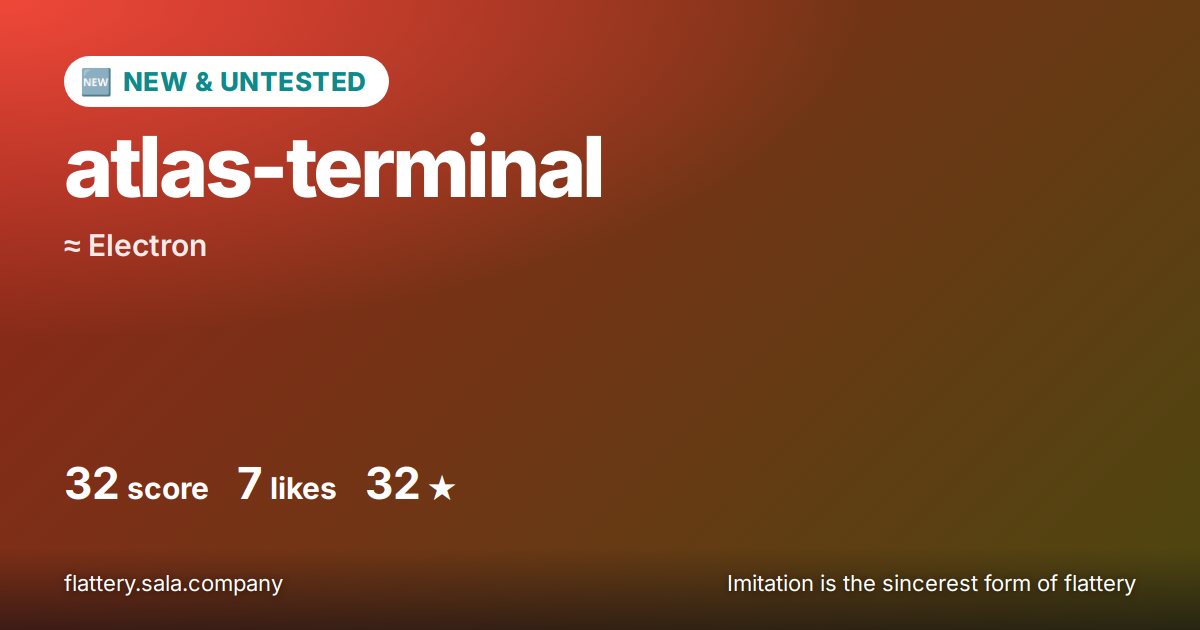 🆕 NEW & UNTESTED
atlas-terminal
≈ Electron
32 score 7 likes 32 ★
flattery.sala.company
Imitation is the sincerest form of flattery